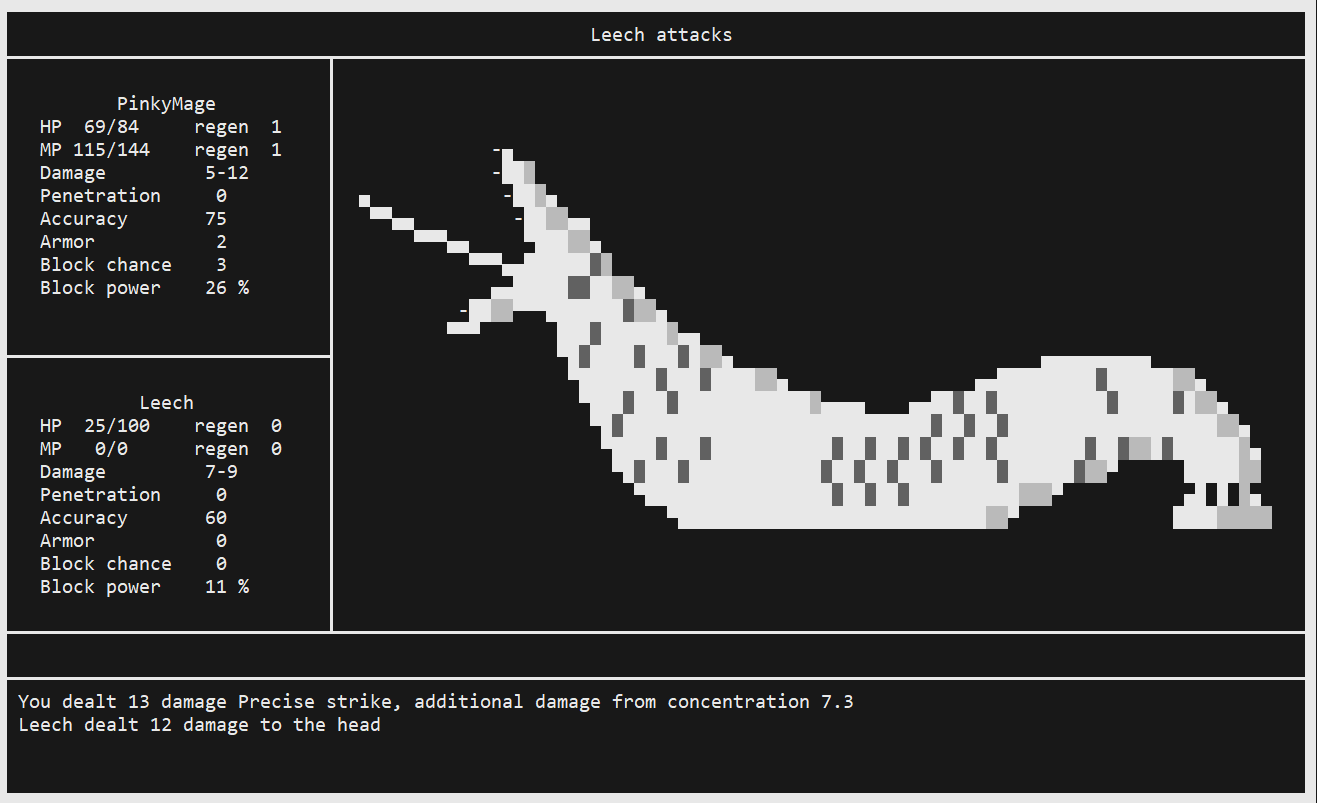 Leech attacks
PinkyMage
HP 69/84 regen 1
MP 115/144 regen 1
Damage 5-12
Penetration 0
Accuracy 75
Armor 2
Block chance 3
Block power 26 %
Leech
HP 25/100 regen 0
MP 0/0 regen 0
Damage 7-9
Penetration 0
Accuracy 60
Armor 0
Block chance 0
Block power 11 %
You dealt 13 damage Precise strike, additional damage from concentration 7.3
Leech dealt 12 damage to the head